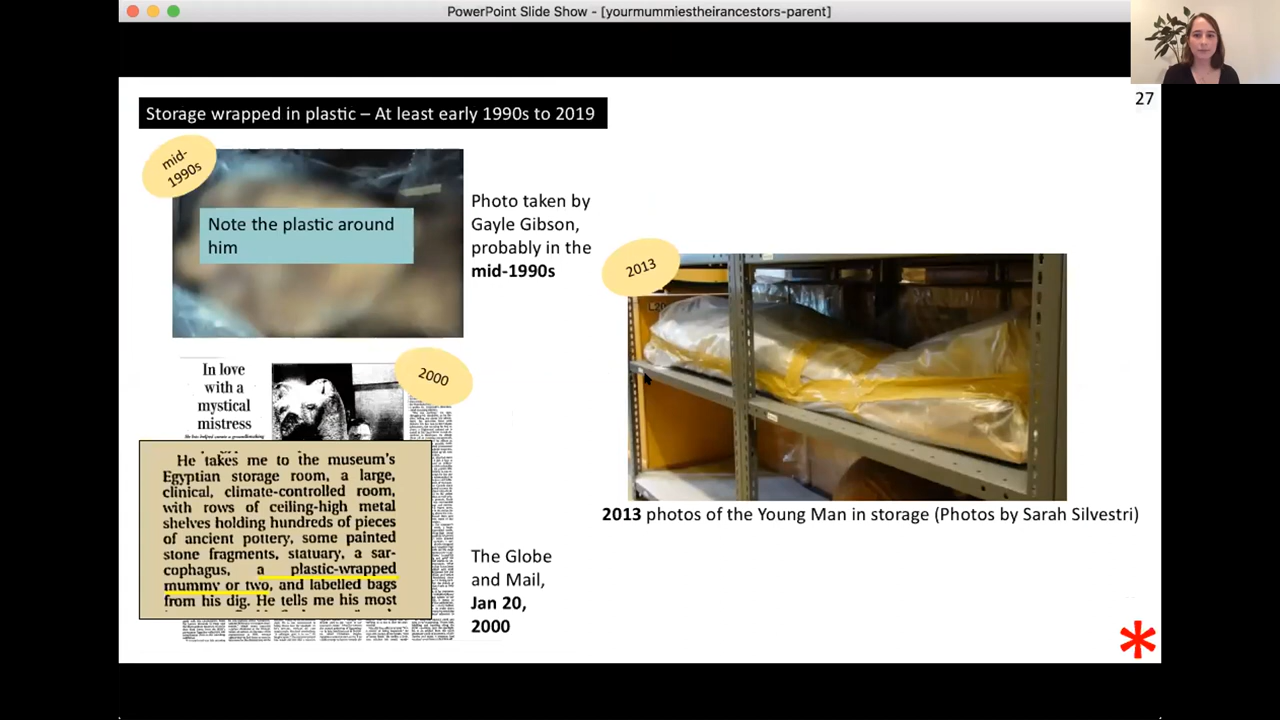 PowerPoint Slide Show - [yourmummiestheirancestors-parent]
27
Storage wrapped in plastic – At least early 1990s to 2019
mid-
1990s
Note the plastic around
him
Photo taken by
Gayle Gibson,
probably in the
mid-1990s
2013
2013 photos of the Young Man in storage (Photos by Sarah Silvestri)
2000
In love
with a
mystical
mistress
He takes me to the museum's
Egyptian storage room, a large,
clinical, climate-controlled room,
with rows of ceiling-high metal
shelves holding hundreds of pieces
of ancient pottery, some painted
stone fragments, statuary, a sar-
cophagus, a plastic-wrapped
mummy or two, and labelled bags
from his dig. He tells me his most
The Globe
and Mail,
Jan 20,
2000
*